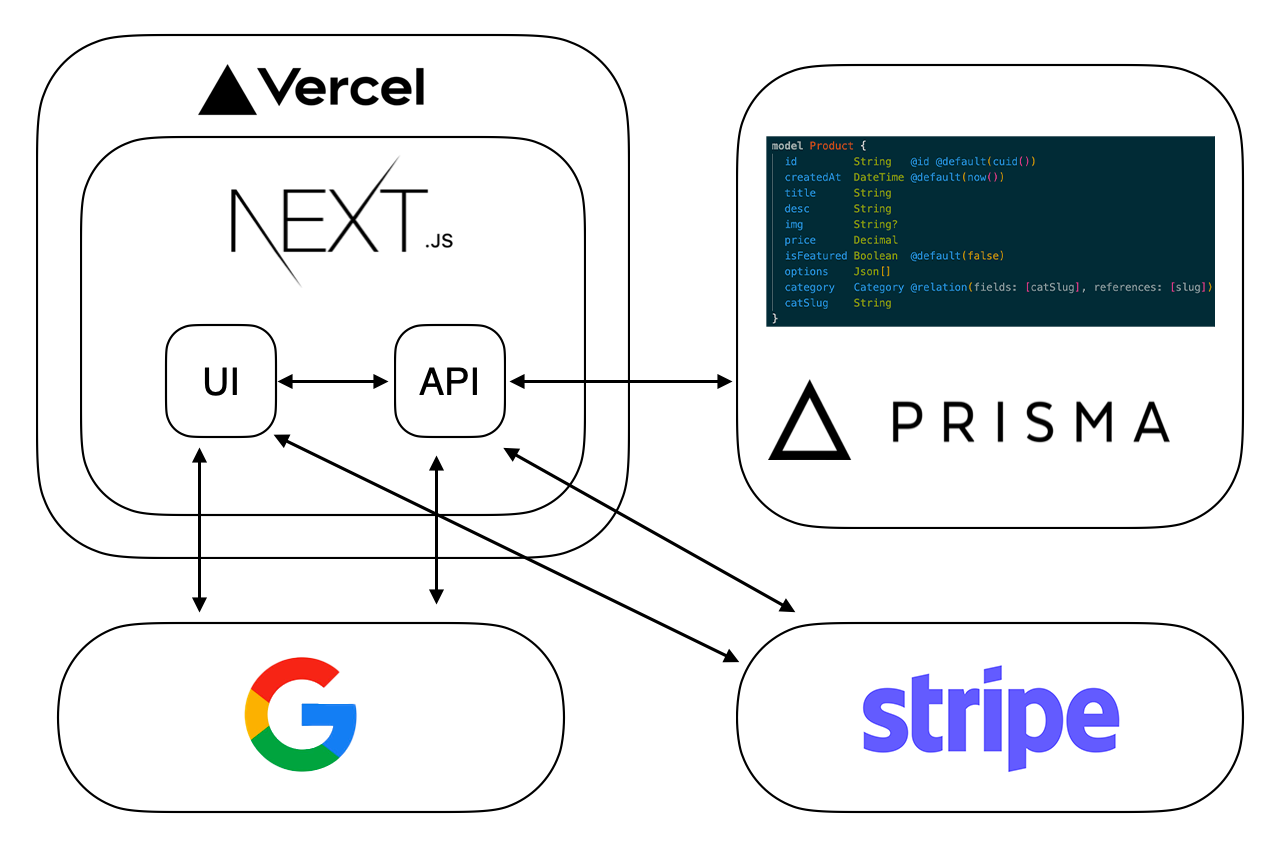 Vercel
NEXT.JS
UI
API
model Product {
id String @id @default(cuid())
createdAt DateTime @default(now())
title String
desc String
img String?
price Decimal
isFeatured Boolean @default(false)
options Json[]
category Category @relation(fields: [catSlug], references: [slug])
catSlug String
}
PRISMA
G
stripe